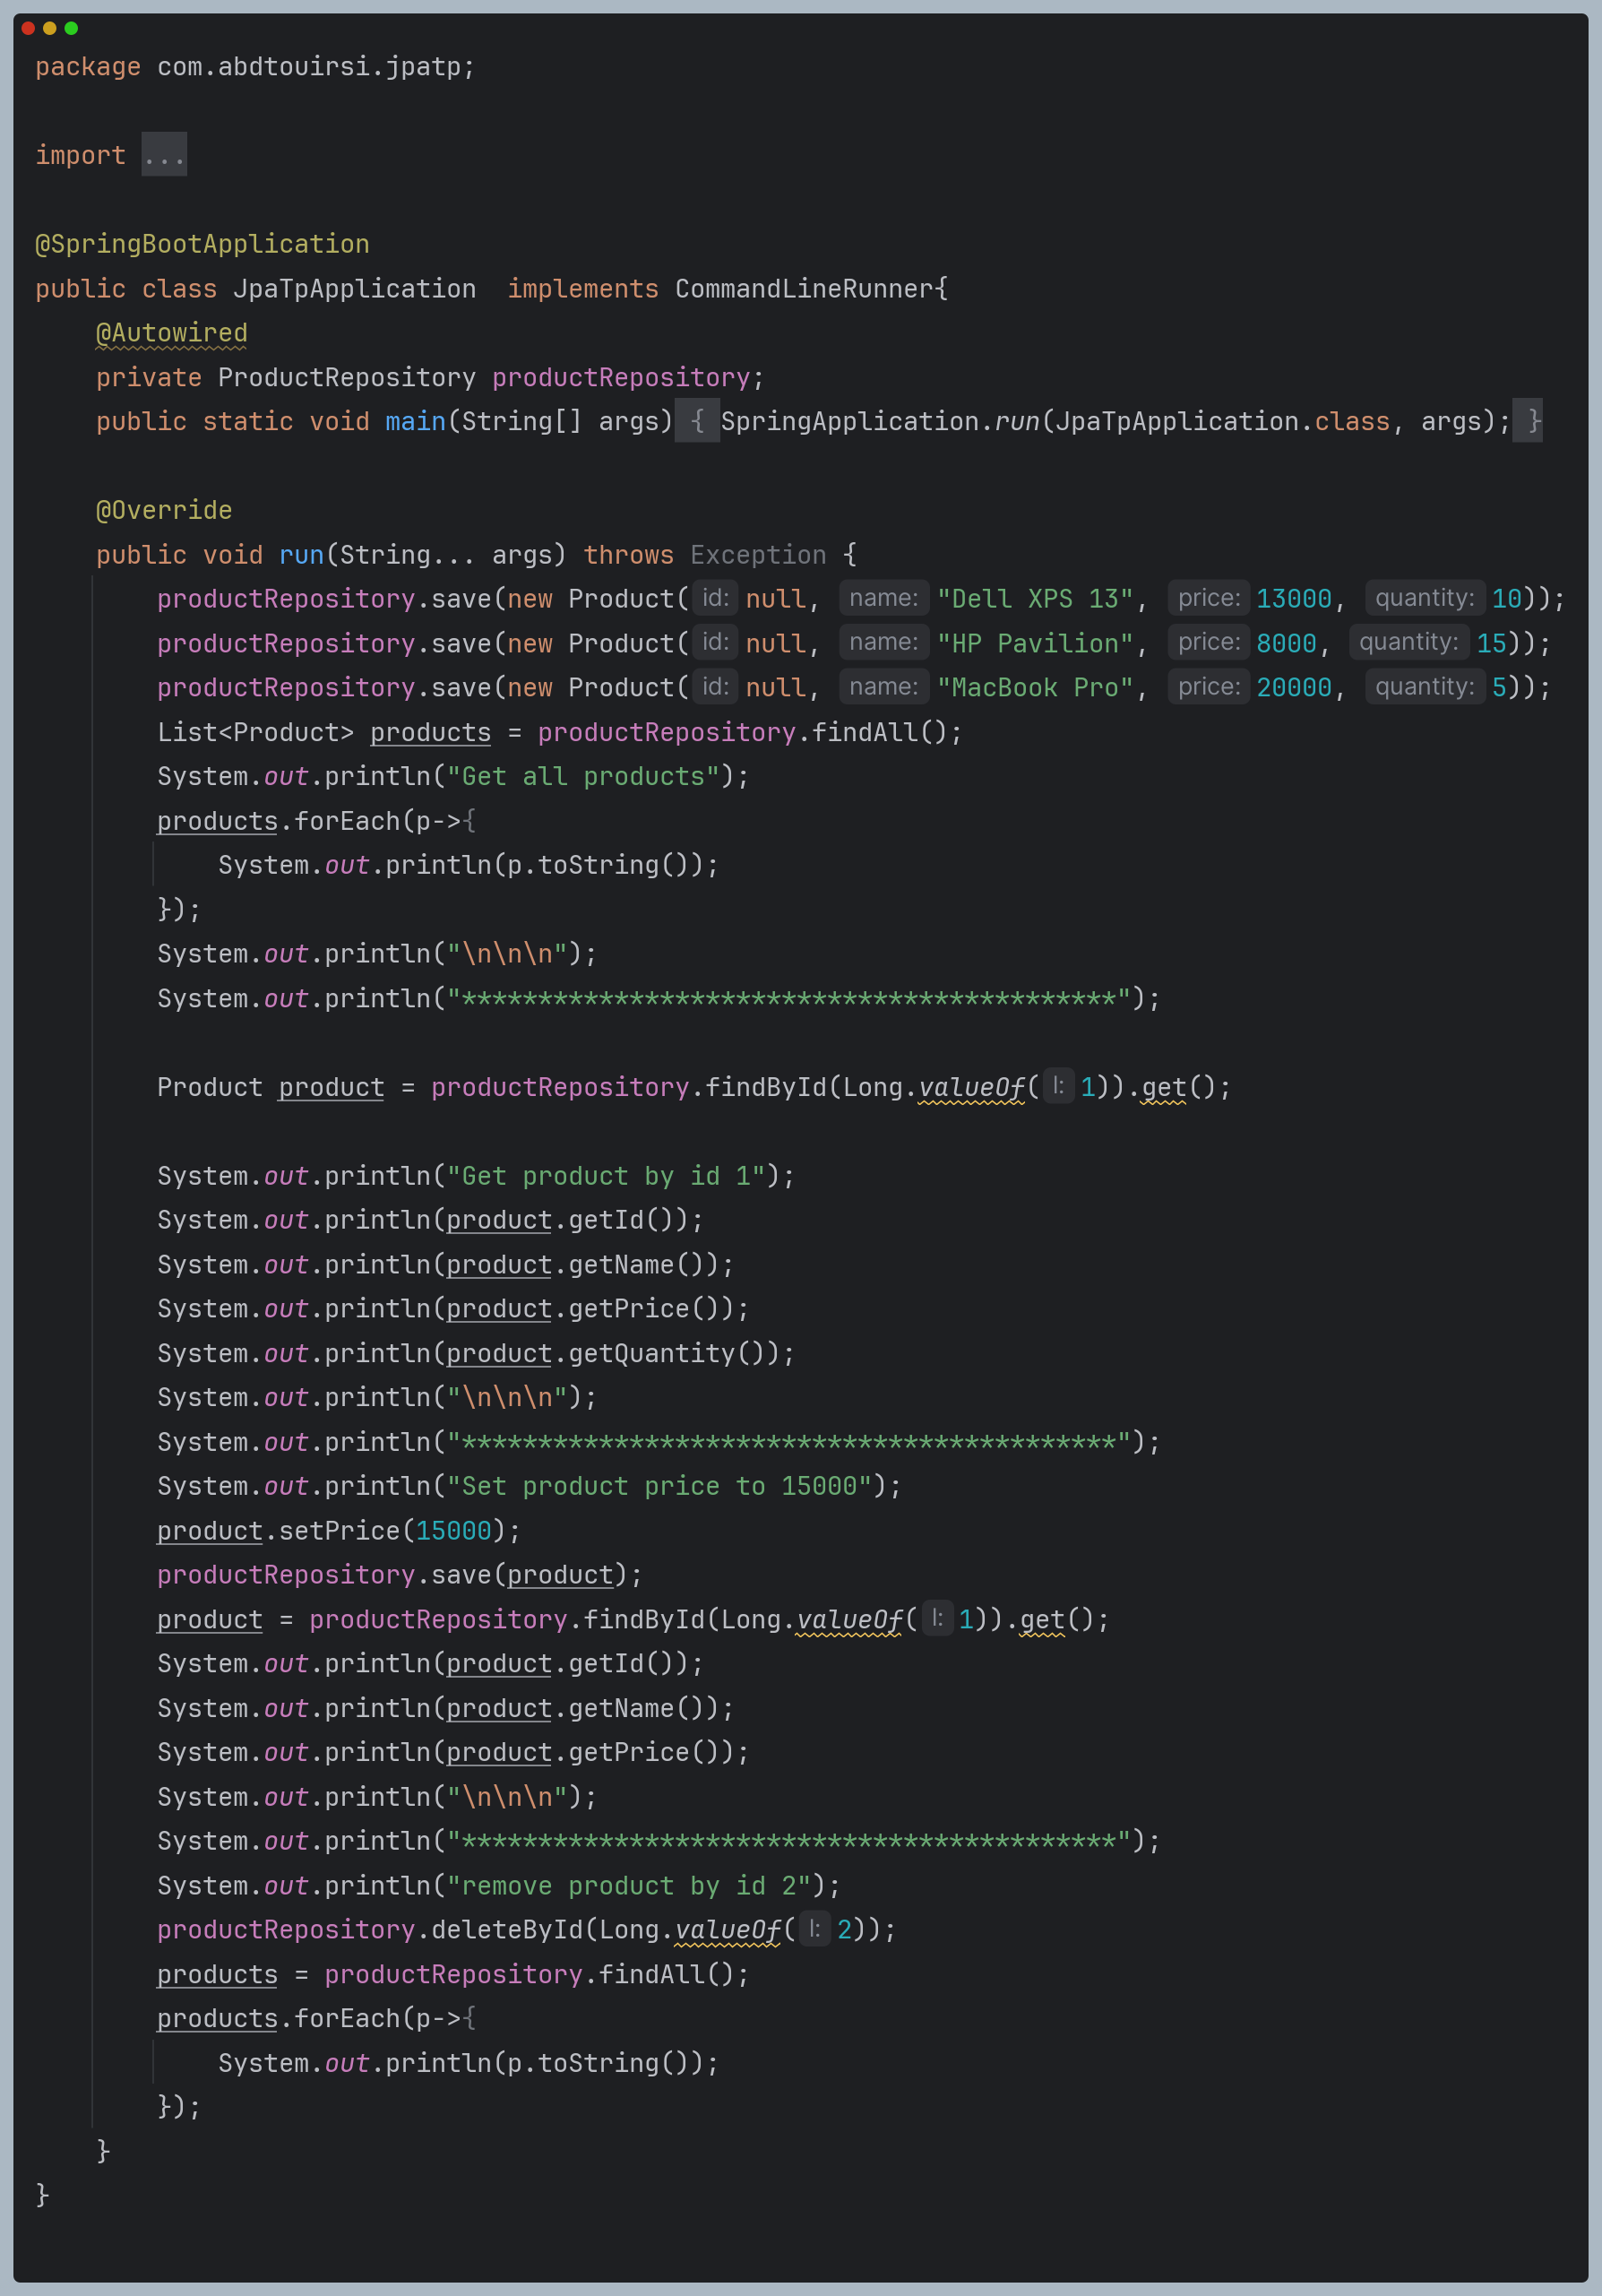 package com.abdtouirsi.jpatp;
import ...
@SpringBootApplication
public class JpaTpApplication  implements CommandLineRunner{
@Autowired
private ProductRepository productRepository;
public static void main(String[] args) { SpringApplication.run(JpaTpApplication.class, args); }
@Override
public void run(String... args) throws Exception {
productRepository.save(new Product( id: null,  name: "Dell XPS 13",  price: 13000,  quantity: 10));
productRepository.save(new Product( id: null,  name: "HP Pavilion",  price: 8000,  quantity: 15));
productRepository.save(new Product( id: null,  name: "MacBook Pro",  price: 20000,  quantity: 5));
List<Product> products = productRepository.findAll();
System.out.println("Get all products");
products.forEach(p->{
System.out.println(p.toString());
});
System.out.println("\n\n\n");
System.out.println("*******************************************");
Product product = productRepository.findById(Long.valueOf( l: 1)).get();
System.out.println("Get product by id 1");
System.out.println(product.getId());
System.out.println(product.getName());
System.out.println(product.getPrice());
System.out.println(product.getQuantity());
System.out.println("\n\n\n");
System.out.println("*******************************************");
System.out.println("Set product price to 15000");
product.setPrice(15000);
productRepository.save(product);
product = productRepository.findById(Long.valueOf( l: 1)).get();
System.out.println(product.getId());
System.out.println(product.getName());
System.out.println(product.getPrice());
System.out.println("\n\n\n");
System.out.println("*******************************************");
System.out.println("remove product by id 2");
productRepository.deleteById(Long.valueOf( l: 2));
products = productRepository.findAll();
products.forEach(p->{
System.out.println(p.toString());
});
}
}